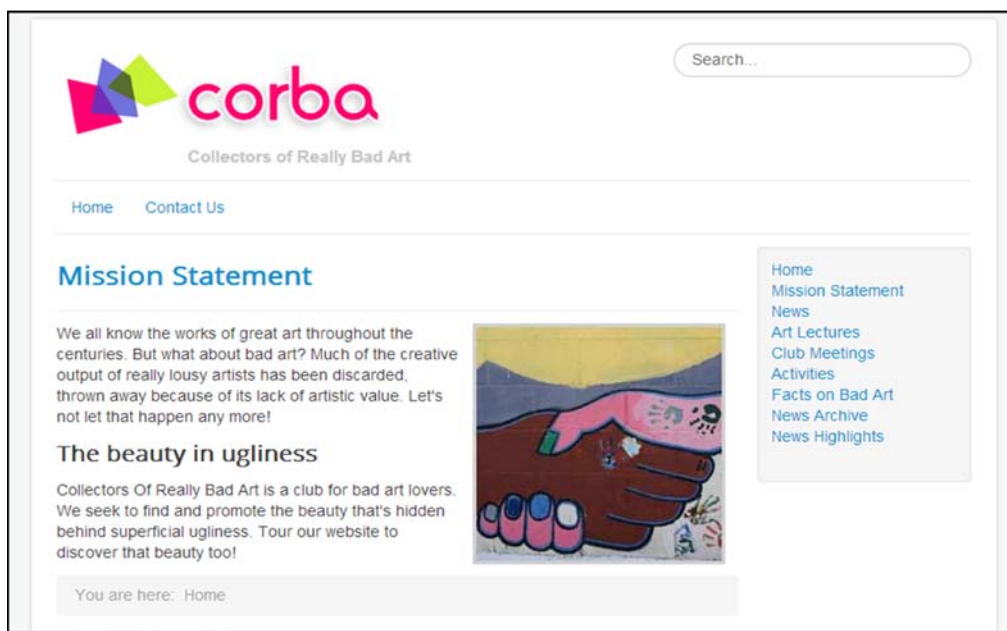 corba
Search...
Collectors of Really Bad Art
Home Contact Us
Mission Statement
We all know the works of great art throughout the
centuries. But what about bad art? Much of the creative
output of really lousy artists has been discarded,
thrown away because of its lack of artistic value. Let's
not let that happen any more!
The beauty in ugliness
Collectors Of Really Bad Art is a club for bad art lovers.
We seek to find and promote the beauty that's hidden
behind superficial ugliness. Tour our website to
discover that beauty too!
You are here: Home
Home
Mission Statement
News
Art Lectures
Club Meetings
Activities
Facts on Bad Art
News Archive
News Highlights